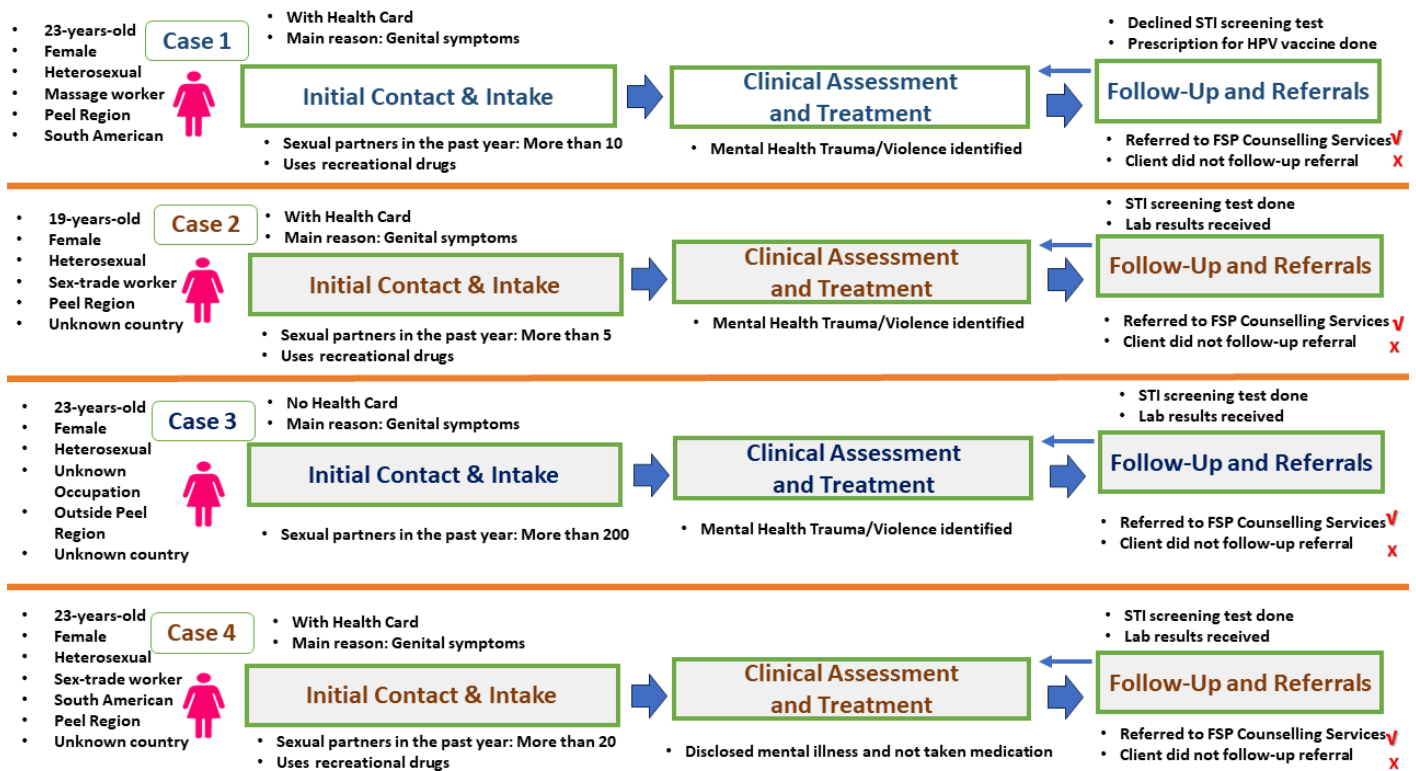 • 23-years-old
• Female
• Heterosexual
• Massage worker
• Peel Region
• South American
Case 1
• With Health Card
• Main reason: Genital symptoms
Initial Contact & Intake
• Sexual partners in the past year: More than 10
• Uses recreational drugs
Clinical Assessment
and Treatment
• Mental Health Trauma/Violence identified
• Declined STI screening test
• Prescription for HPV vaccine done
Follow-Up and Referrals
• Referred to FSP Counselling Services √
• Client did not follow-up referral x
• 19-years-old
• Female
• Heterosexual
• Sex-trade worker
• Peel Region
• Unknown country
Case 2
• With Health Card
• Main reason: Genital symptoms
Initial Contact & Intake
• Sexual partners in the past year: More than 5
• Uses recreational drugs
Clinical Assessment
and Treatment
• Mental Health Trauma/Violence identified
• STI screening test done
• Lab results received
Follow-Up and Referrals
• Referred to FSP Counselling Services √
• Client did not follow-up referral x
• 23-years-old
• Female
• Heterosexual
• Unknown
Occupation
• Outside Peel
Region
• Unknown country
Case 3
• No Health Card
• Main reason: Genital symptoms
Initial Contact & Intake
• Sexual partners in the past year: More than 200
Clinical Assessment
and Treatment
• Mental Health Trauma/Violence identified
• STI screening test done
• Lab results received
Follow-Up and Referrals
• Referred to FSP Counselling Services √
• Client did not follow-up referral x
• 23-years-old
• Female
• Heterosexual
• Sex-trade worker
• South American
• Peel Region
• Unknown country
Case 4
• With Health Card
• Main reason: Genital symptoms
Initial Contact & Intake
• Sexual partners in the past year: More than 20
• Uses recreational drugs
Clinical Assessment
and Treatment
• Disclosed mental illness and not taken medication
• STI screening test done
• Lab results received
Follow-Up and Referrals
• Referred to FSP Counselling Services √
• Client did not follow-up referral x